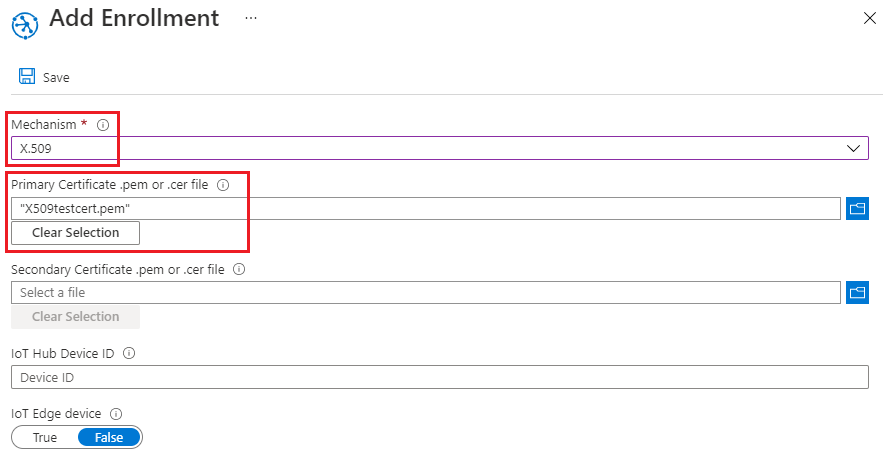 Add Enrollment ...
Save
Mechanism *
X.509
Primary Certificate .pem or .cer file
"X509testcert.pem"
Clear Selection
Secondary Certificate .pem or .cer file
Select a file
Clear Selection
IoT Hub Device ID
Device ID
IoT Edge device
True False